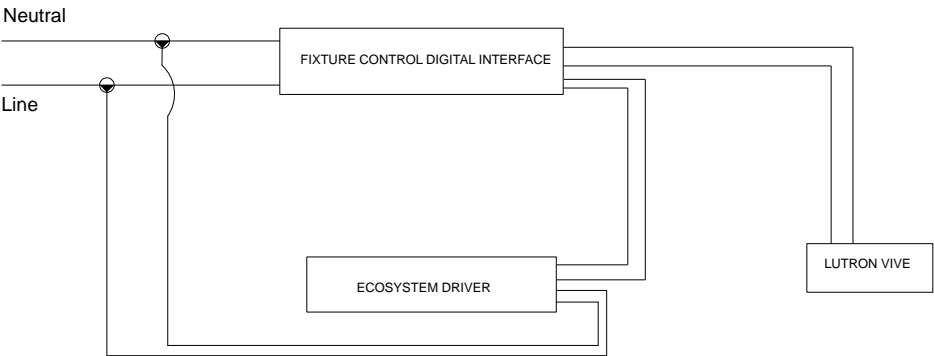 Neutral
FIXTURE CONTROL DIGITAL INTERFACE
Line
LUTRON VIVE
ECOSYSTEM DRIVER